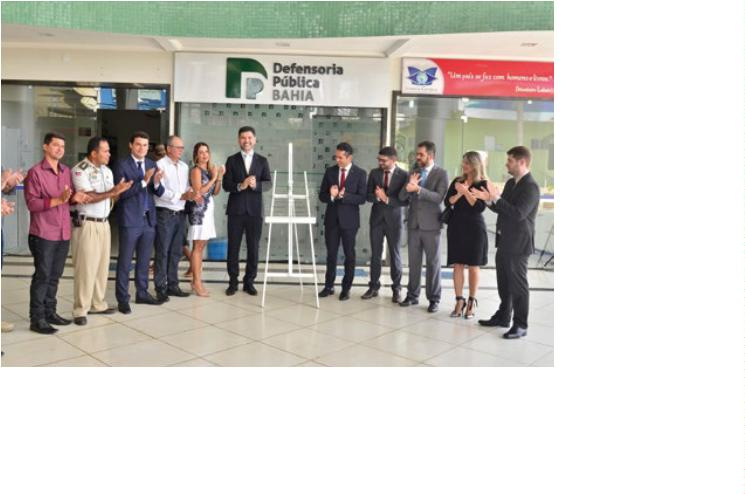 Defensoria
Pública
BAHIA
"Um país se faz com homens e livros"